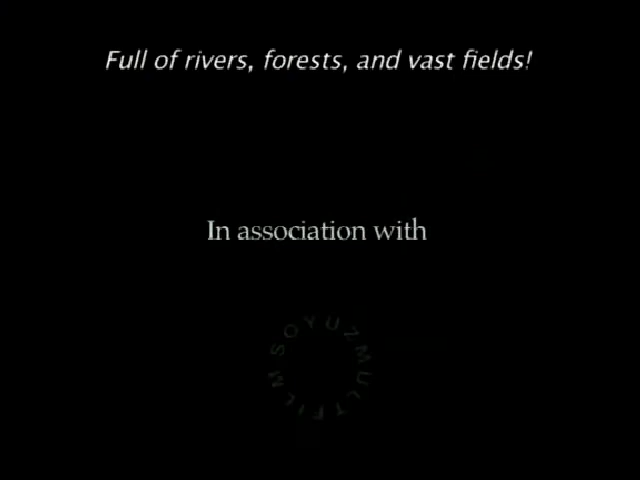 Full of rivers, forests, and vast fields!
In association with
SOYUZMULTFILM